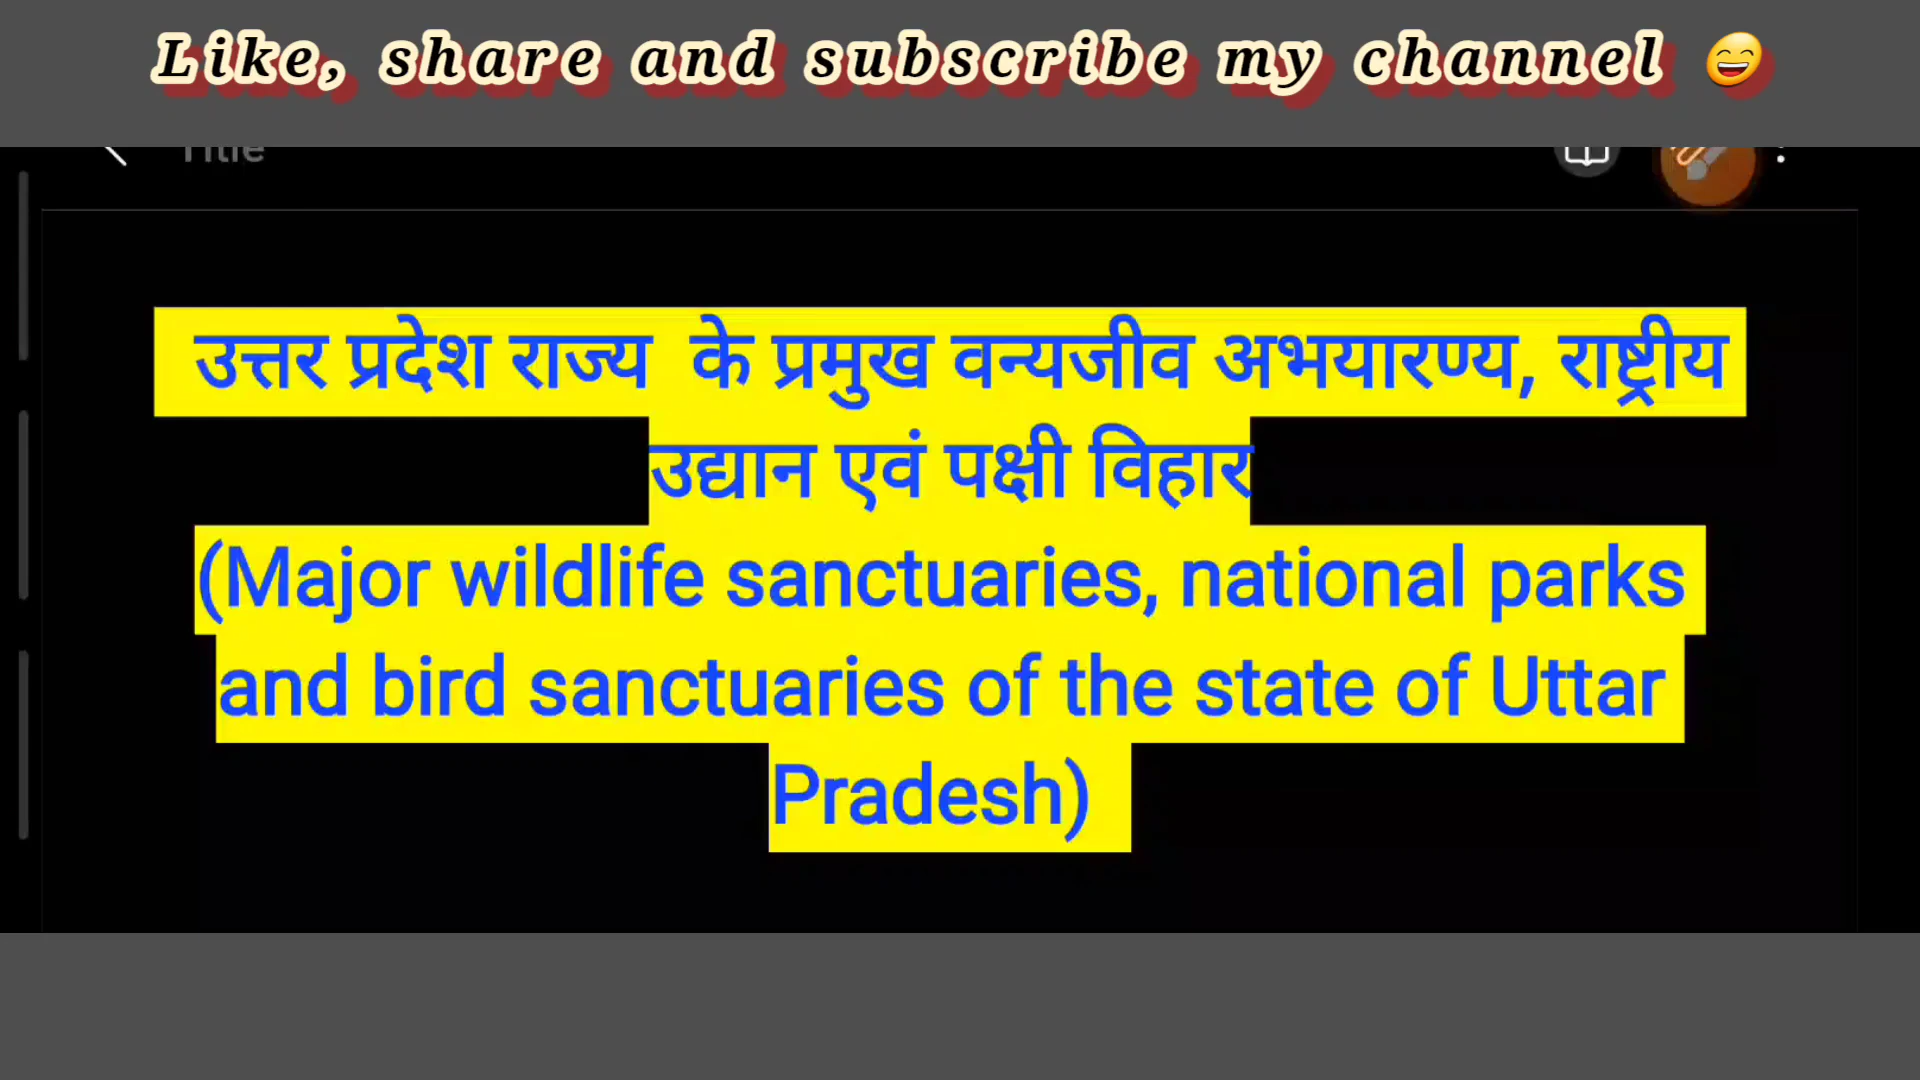 Like, share and subscribe my channel 😄
Title
उत्तर प्रदेश राज्य के प्रमुख वन्यजीव अभयारण्य, राष्ट्रीय
उद्यान एवं पक्षी विहार
(Major wildlife sanctuaries, national parks
and bird sanctuaries of the state of Uttar
Pradesh)